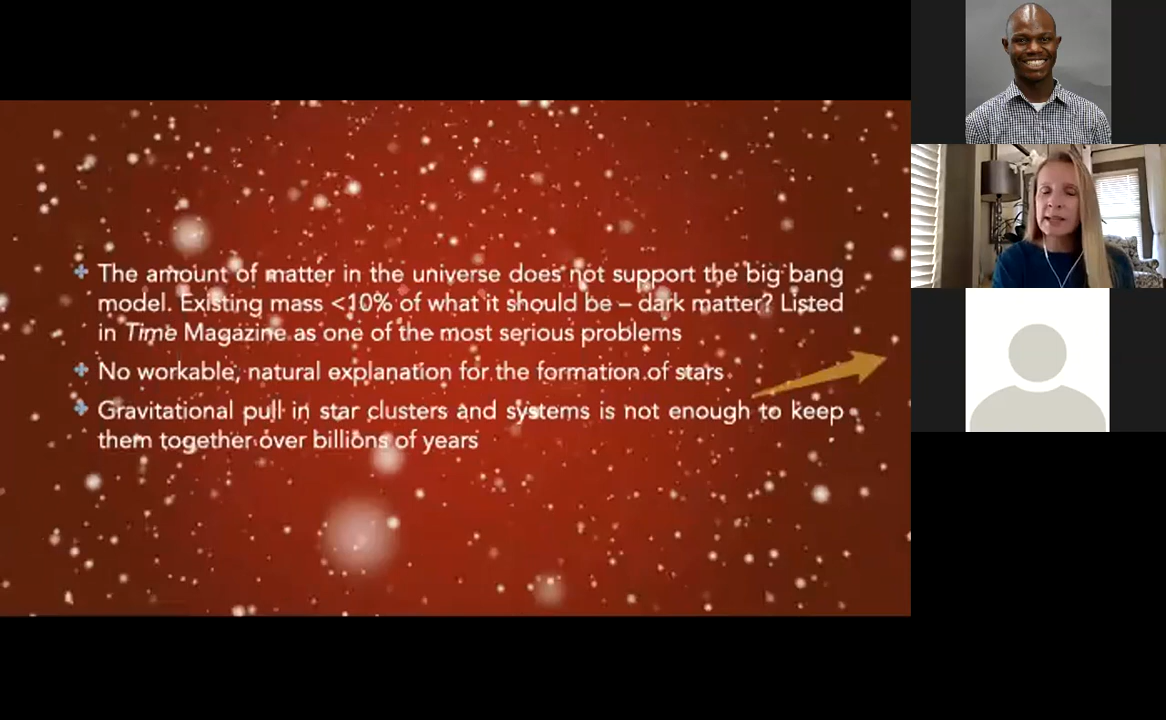 The amount of matter in the universe does not support the big bang
model. Existing mass <10% of what it should be – dark matter? Listed
in Time Magazine as one of the most serious problems
No workable, natural explanation for the formation of stars
Gravitational pull in star clusters and systems is not enough to keep
them together over billions of years